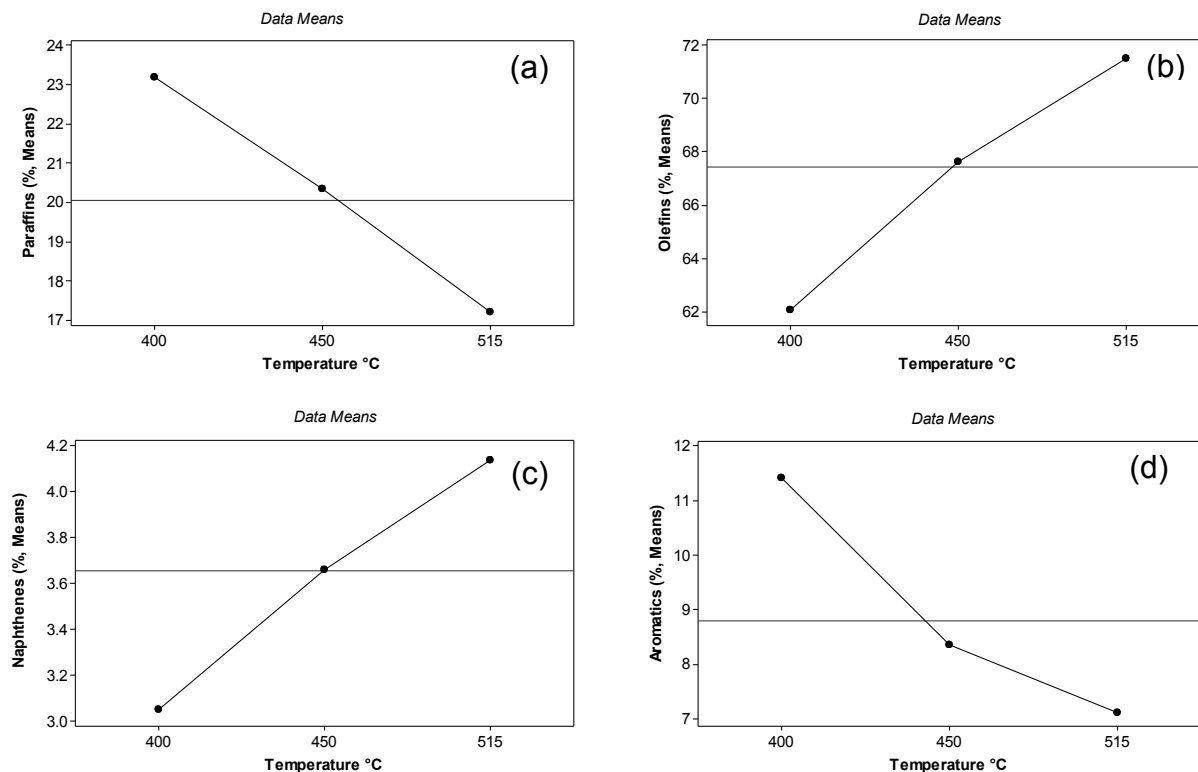 Data Means
(a)
Paraffins (%, Means)
24
23
22
21
20
19
18
17
400 450 515
Temperature °C
Data Means
(b)
Olefins (%, Means)
72
70
68
66
64
62
400 450 515
Temperature °C
Data Means
(c)
Naphthenes (%, Means)
4.2
4.0
3.8
3.6
3.4
3.2
3.0
400 450 515
Temperature °C
Data Means
(d)
Aromatics (%, Means)
12
11
10
9
8
7
400 450 515
Temperature °C